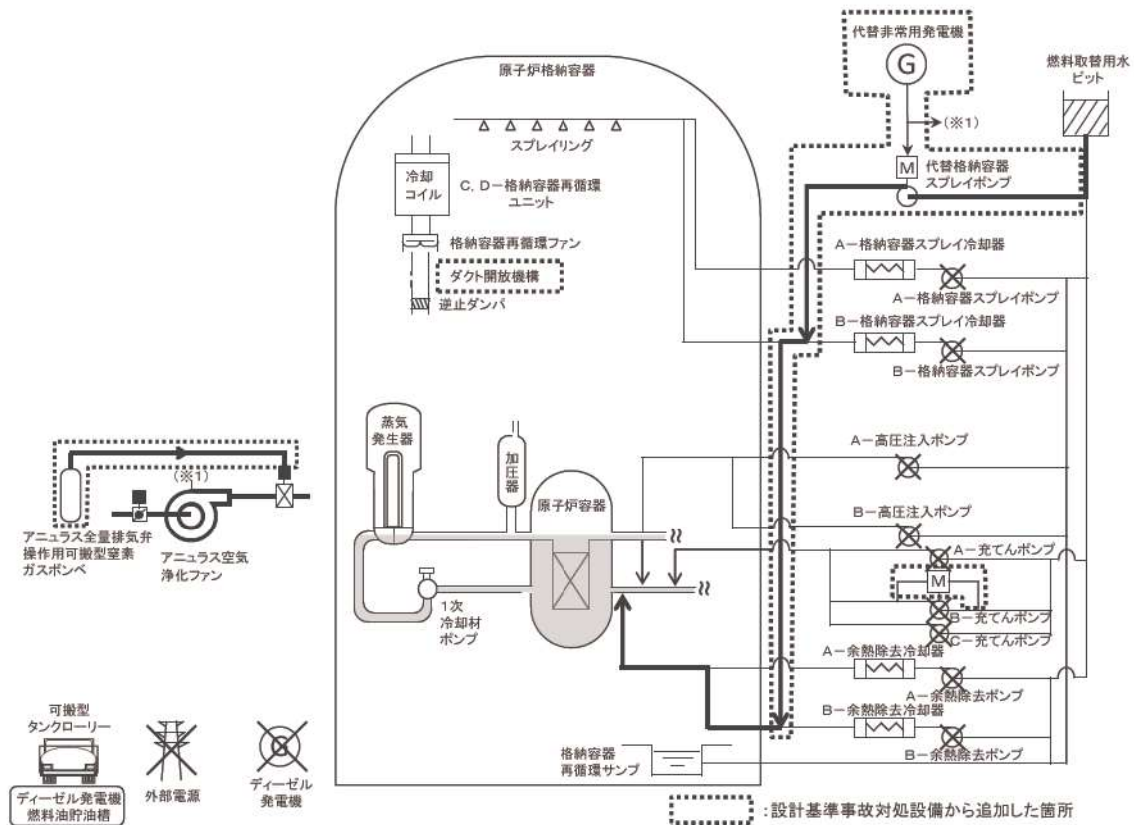 代替非常用発電機
G
原子炉格納容器
燃料取替用水
ピット
(※1)
スプレイリング
M
代替格納容器
スプレイポンプ
冷却
コイル
C, D-格納容器再循環
ユニット
格納容器再循環ファン
ダクト開放機構
逆止ダンパ
A-格納容器スプレイ冷却器
A-格納容器スプレイポンプ
B-格納容器スプレイ冷却器
B-格納容器スプレイポンプ
蒸気
発生器
加圧器
原子炉容器
A-高圧注入ポンプ
B-高圧注入ポンプ
A-充てんポンプ
M
B-充てんポンプ
C-充てんポンプ
(※1)
アニュラス全量排気弁
操作用可搬型窒素
ガスボンベ
アニュラス空気
浄化ファン
1次
冷却材
ポンプ
A-余熱除去冷却器
A-余熱除去ポンプ
B-余熱除去冷却器
B-余熱除去ポンプ
可搬型
タンクローリー
ディーゼル発電機
燃料油貯油槽
外部電源
ディーゼル
発電機
格納容器
再循環サンプ
:設計基準事故対処設備から追加した箇所